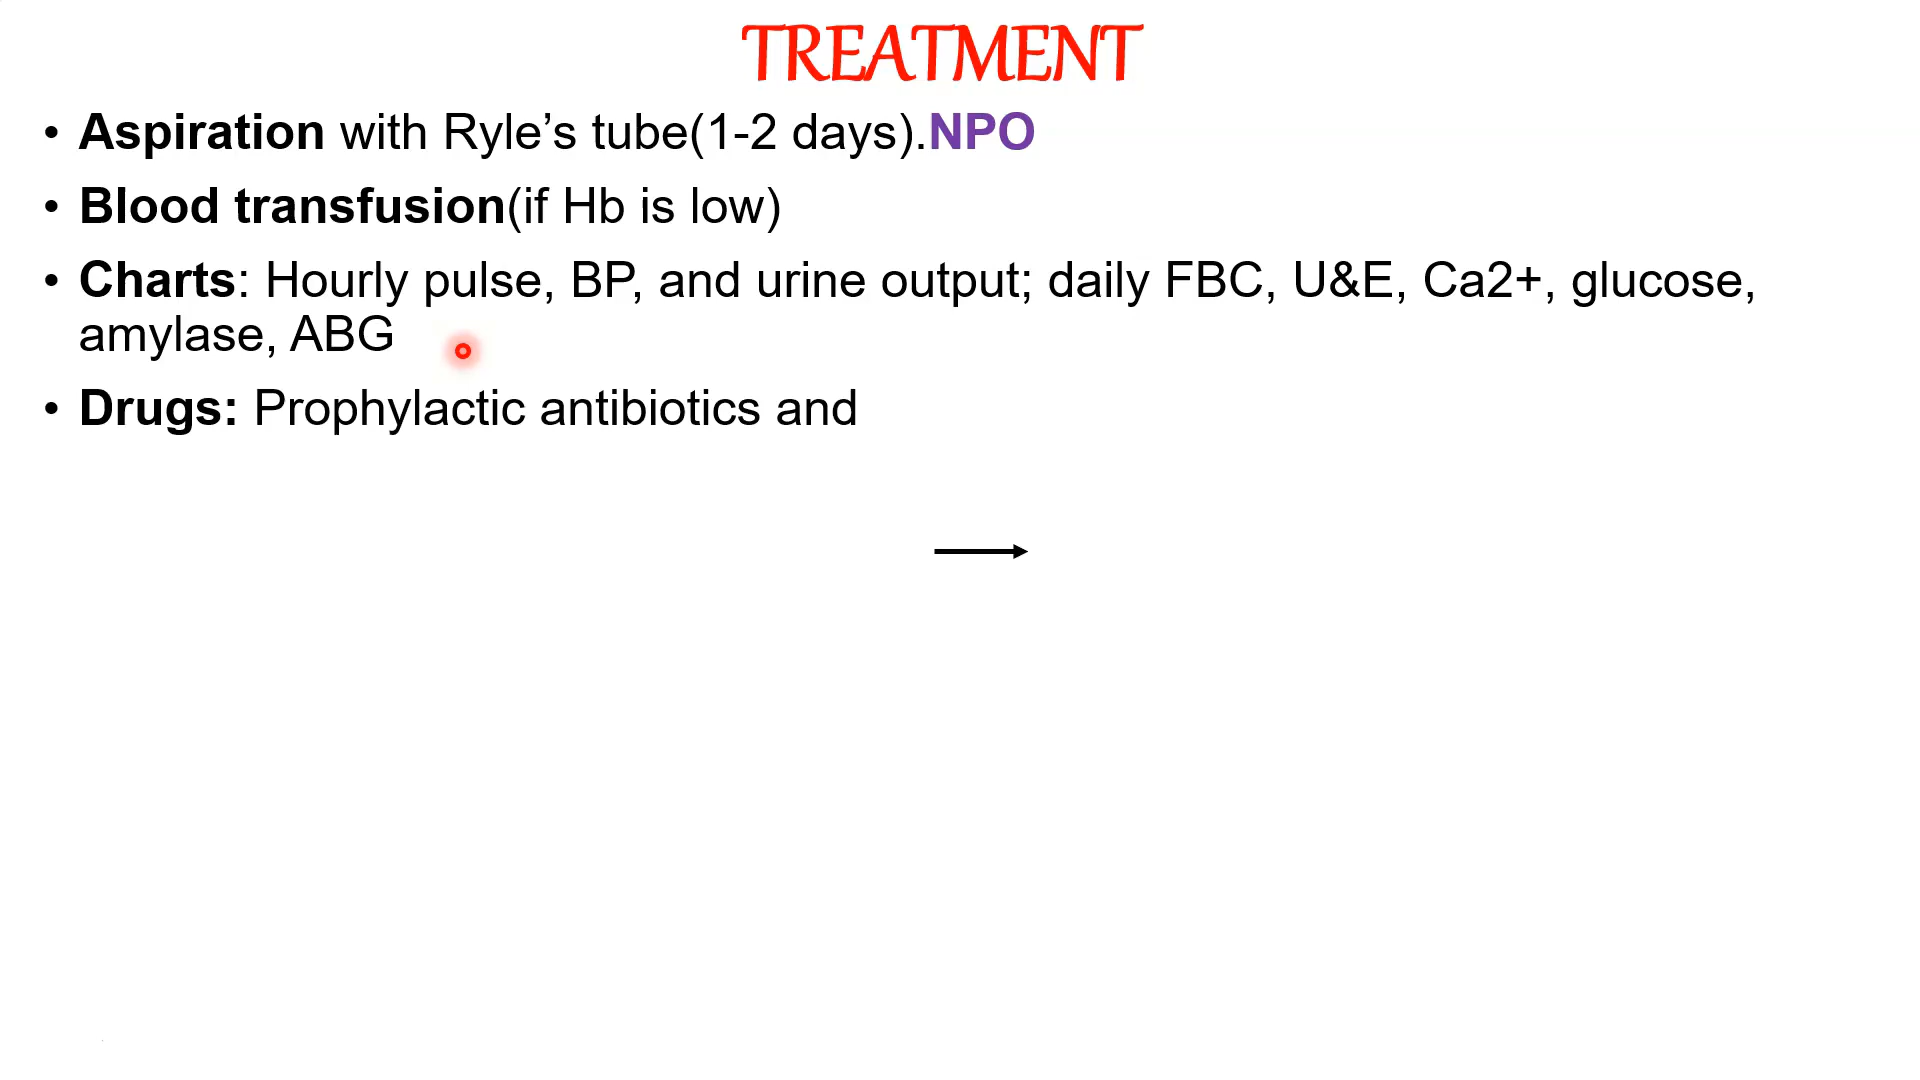 TREATMENT
• Aspiration with Ryle’s tube(1-2 days).NPO
• Blood transfusion(if Hb is low)
• Charts: Hourly pulse, BP, and urine output; daily FBC, U&E, Ca2+, glucose,
amylase, ABG
• Drugs: Prophylactic antibiotics and